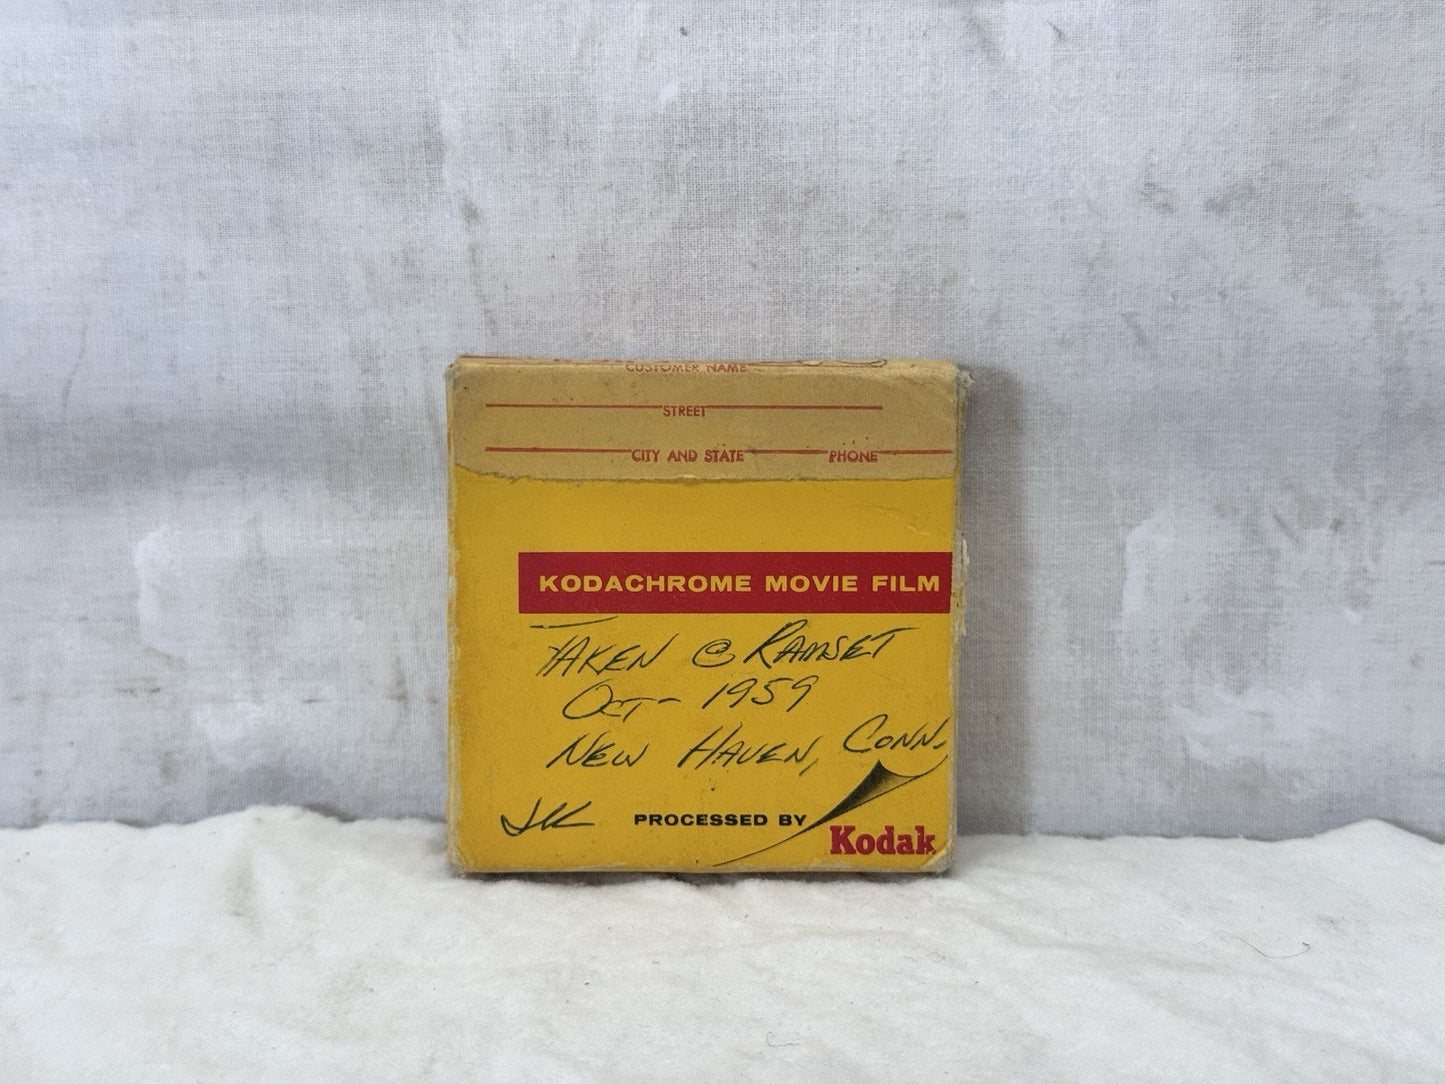 CUSTOMER NAME
STREET
CITY AND STATE PHONE
KODACHROME MOVIE FILM
TAKEN @ RAMSET
OCT- 1959
NEW HAVEN, CONN.
PROCESSED BY
Kodak